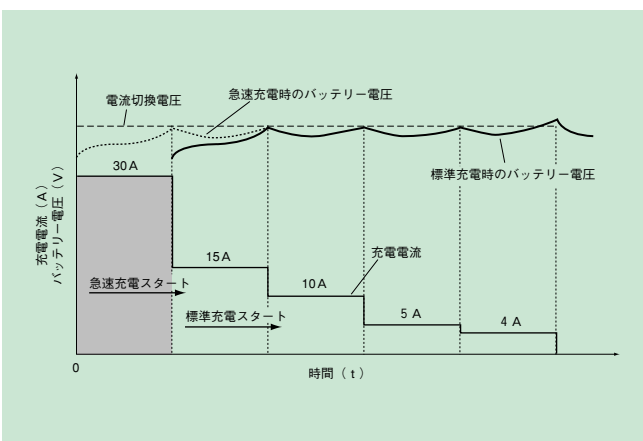 電流切換電圧
急速充電時のバッテリー電圧
標準充電時のバッテリー電圧
30A
充電電流（A）
バッテリー電圧（V）
15A
充電電流
急速充電スタート
10A
標準充電スタート
5 A
4 A
0
時間（ t ）